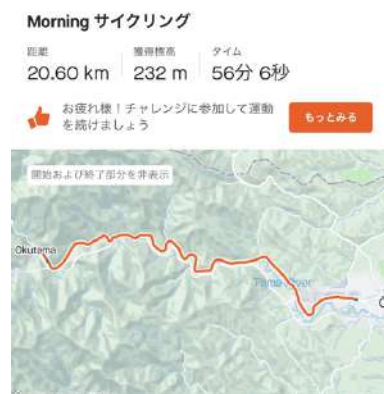 Morning サイクリング
距離 獲得標高 タイム
20.60 km 232 m 56分 6秒
お疲れ様！チャレンジに参加して運動
を続けましょう
もっとみる
開始および終了部分を非表示
Okutama
Tama River